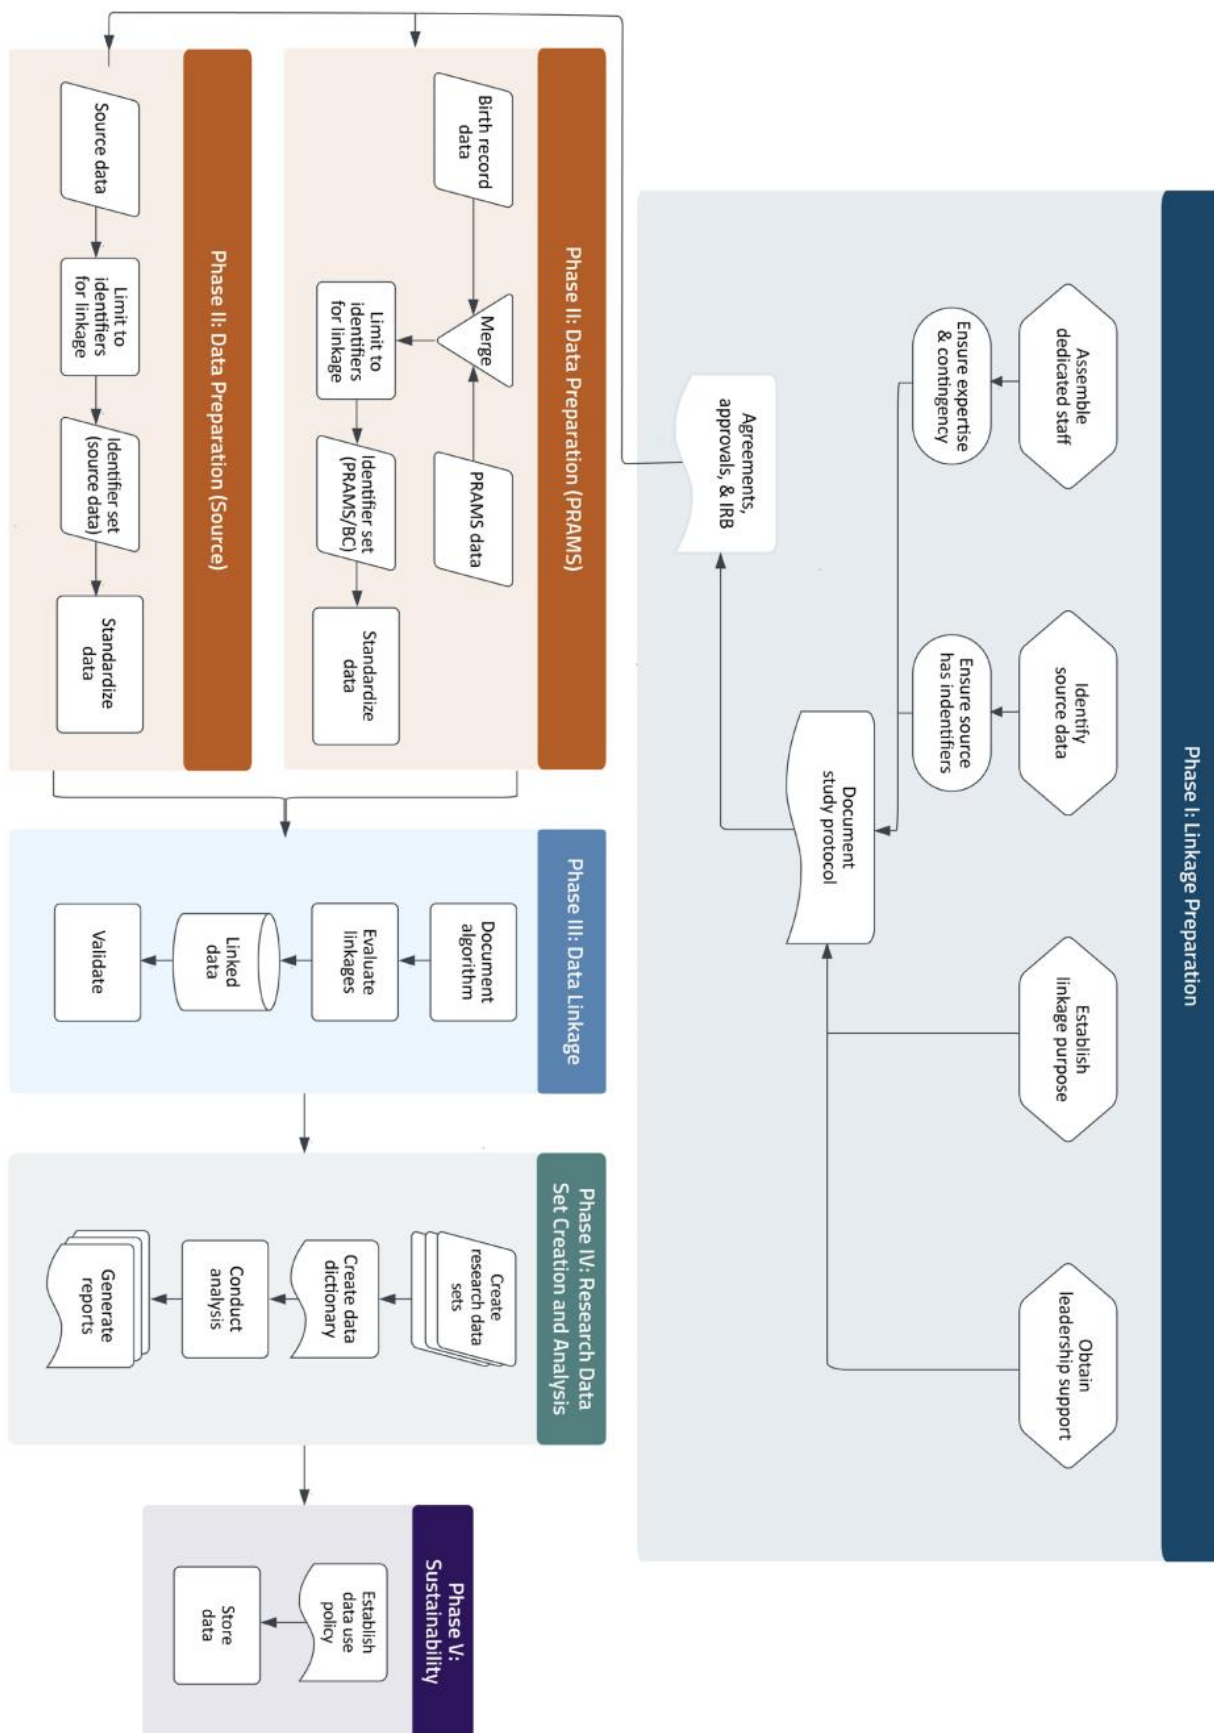 Phase I: Linkage Preparation
Assemble
dedicated staff
Identify
source data
Establish
linkage purpose
Obtain
leadership support
Ensure expertise
& contingency
Ensure source
has indentifiers
Document
study protocol
Agreements,
approvals, & IRB
Phase II: Data Preparation (PRAMS)
Birth record
data
Merge
PRAMS data
Limit to
identifiers
for linkage
Identifier set
(PRAMS/BC)
Standardize
data
Phase II: Data Preparation (Source)
Source data
Limit to
identifiers
for linkage
Identifier set
(source data)
Standardize
data
Phase III: Data Linkage
Document
algorithm
Evaluate
linkages
Linked
data
Validate
Phase IV: Research Data
Set Creation and Analysis
Create
research data
sets
Create data
dictionary
Conduct
analysis
Generate
reports
Phase V:
Sustainability
Establish
data use
policy
Store
data